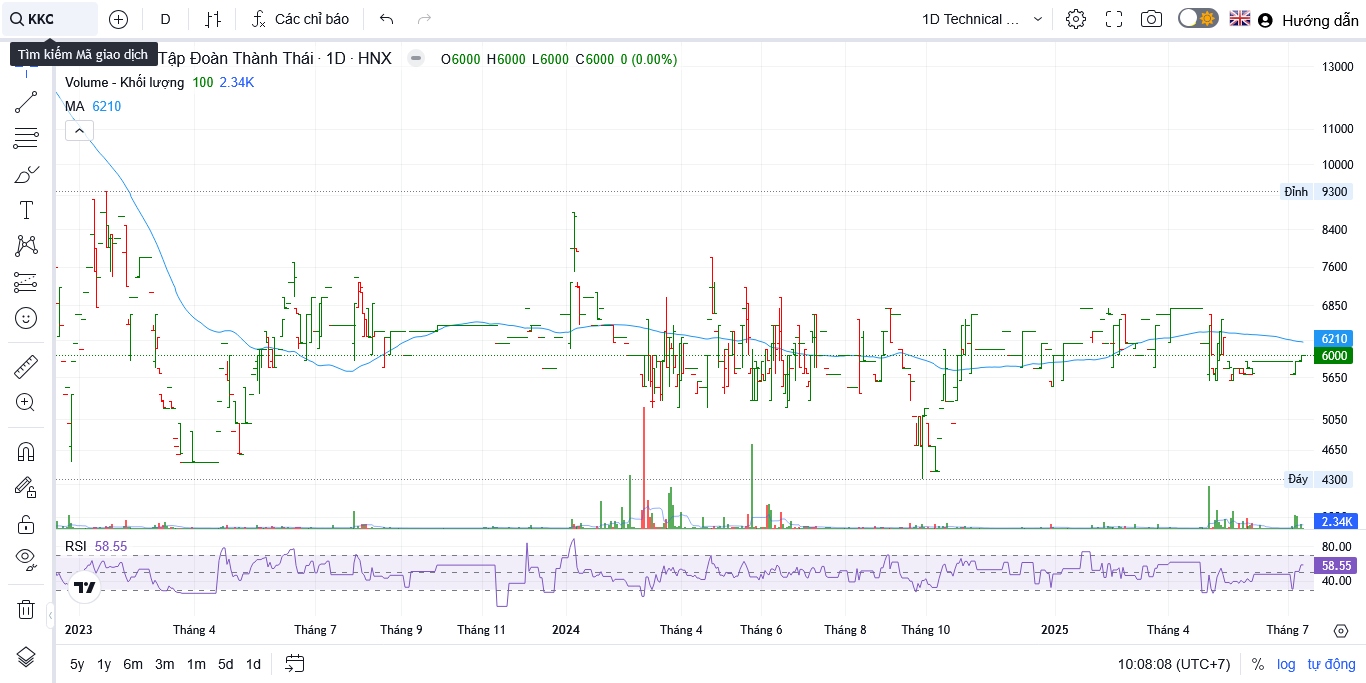 KKC D Các chỉ báo 1D Technical ... Hướng dẫn
Tìm kiếm Mã giao dịch
Tập Đoàn Thành Thái · 1D · HNX O6000 H6000 L6000 C6000 0 (0.00%)
Volume - Khối lượng 100 2.34K
MA 6210
13000
11000
10000
Đỉnh 9300
8400
7600
6850
6210
6000
5650
5050
4650
Đáy 4300
2.34K
RSI 58.55
80.00
58.55
40.00
2023 Tháng 4 Tháng 7 Tháng 9 Tháng 11 2024 Tháng 4 Tháng 6 Tháng 8 Tháng 10 2025 Tháng 4 Tháng 7
5y 1y 6m 3m 1m 5d 1d 10:08:08 (UTC+7) % log tự động